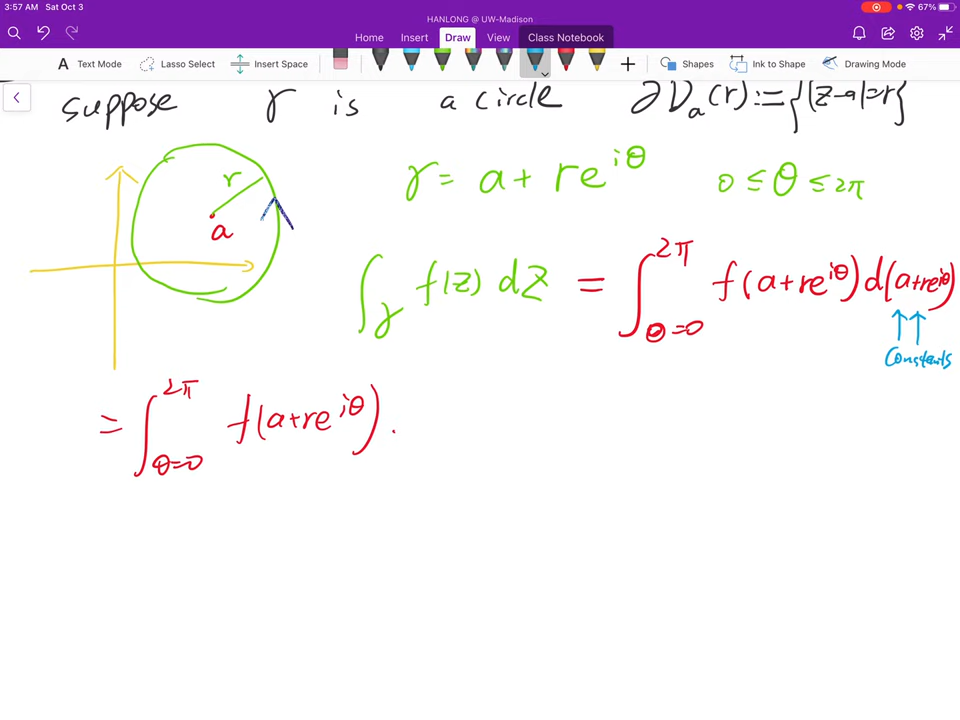 3:57 AM Sat Oct 3
67%
HANLONG @ UW-Madison
Home Insert Draw View Class Notebook
Text Mode Lasso Select Insert Space Shapes Ink to Shape Drawing Mode
suppose γ is a circle ∂D_a(r) := {|z-a|=r}
r
a
γ = a + re^{iθ} 0 ≤ θ ≤ 2π
∫_γ f(z) dz = ∫_{θ=0}^{2π} f(a+re^{iθ}) d(a+re^{iθ})
↑↑
Constants
= ∫_{θ=0}^{2π} f(a+re^{iθ}).